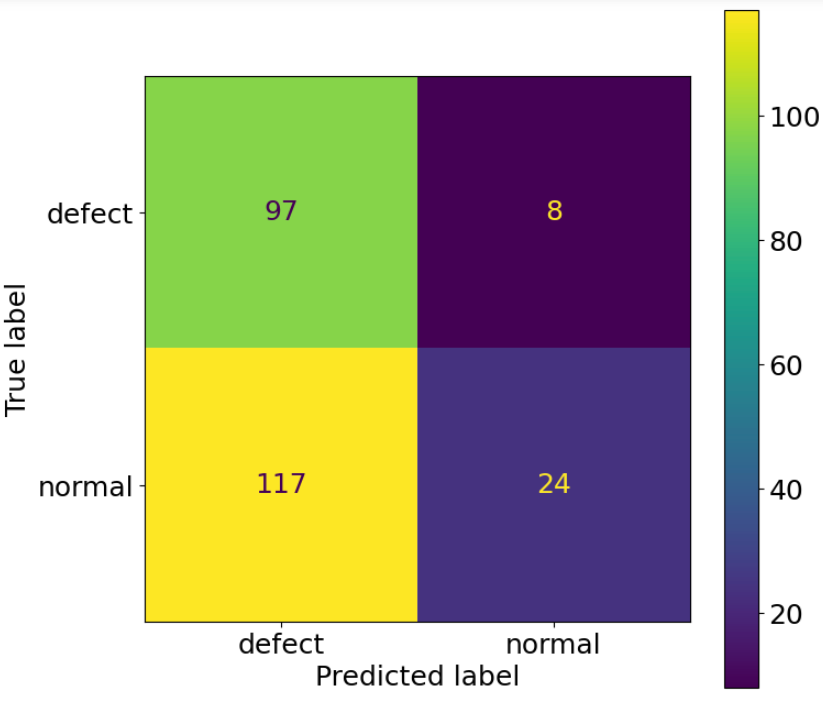 100
80
60
40
20
True label
defect
97
8
normal
117
24
defect normal
Predicted label